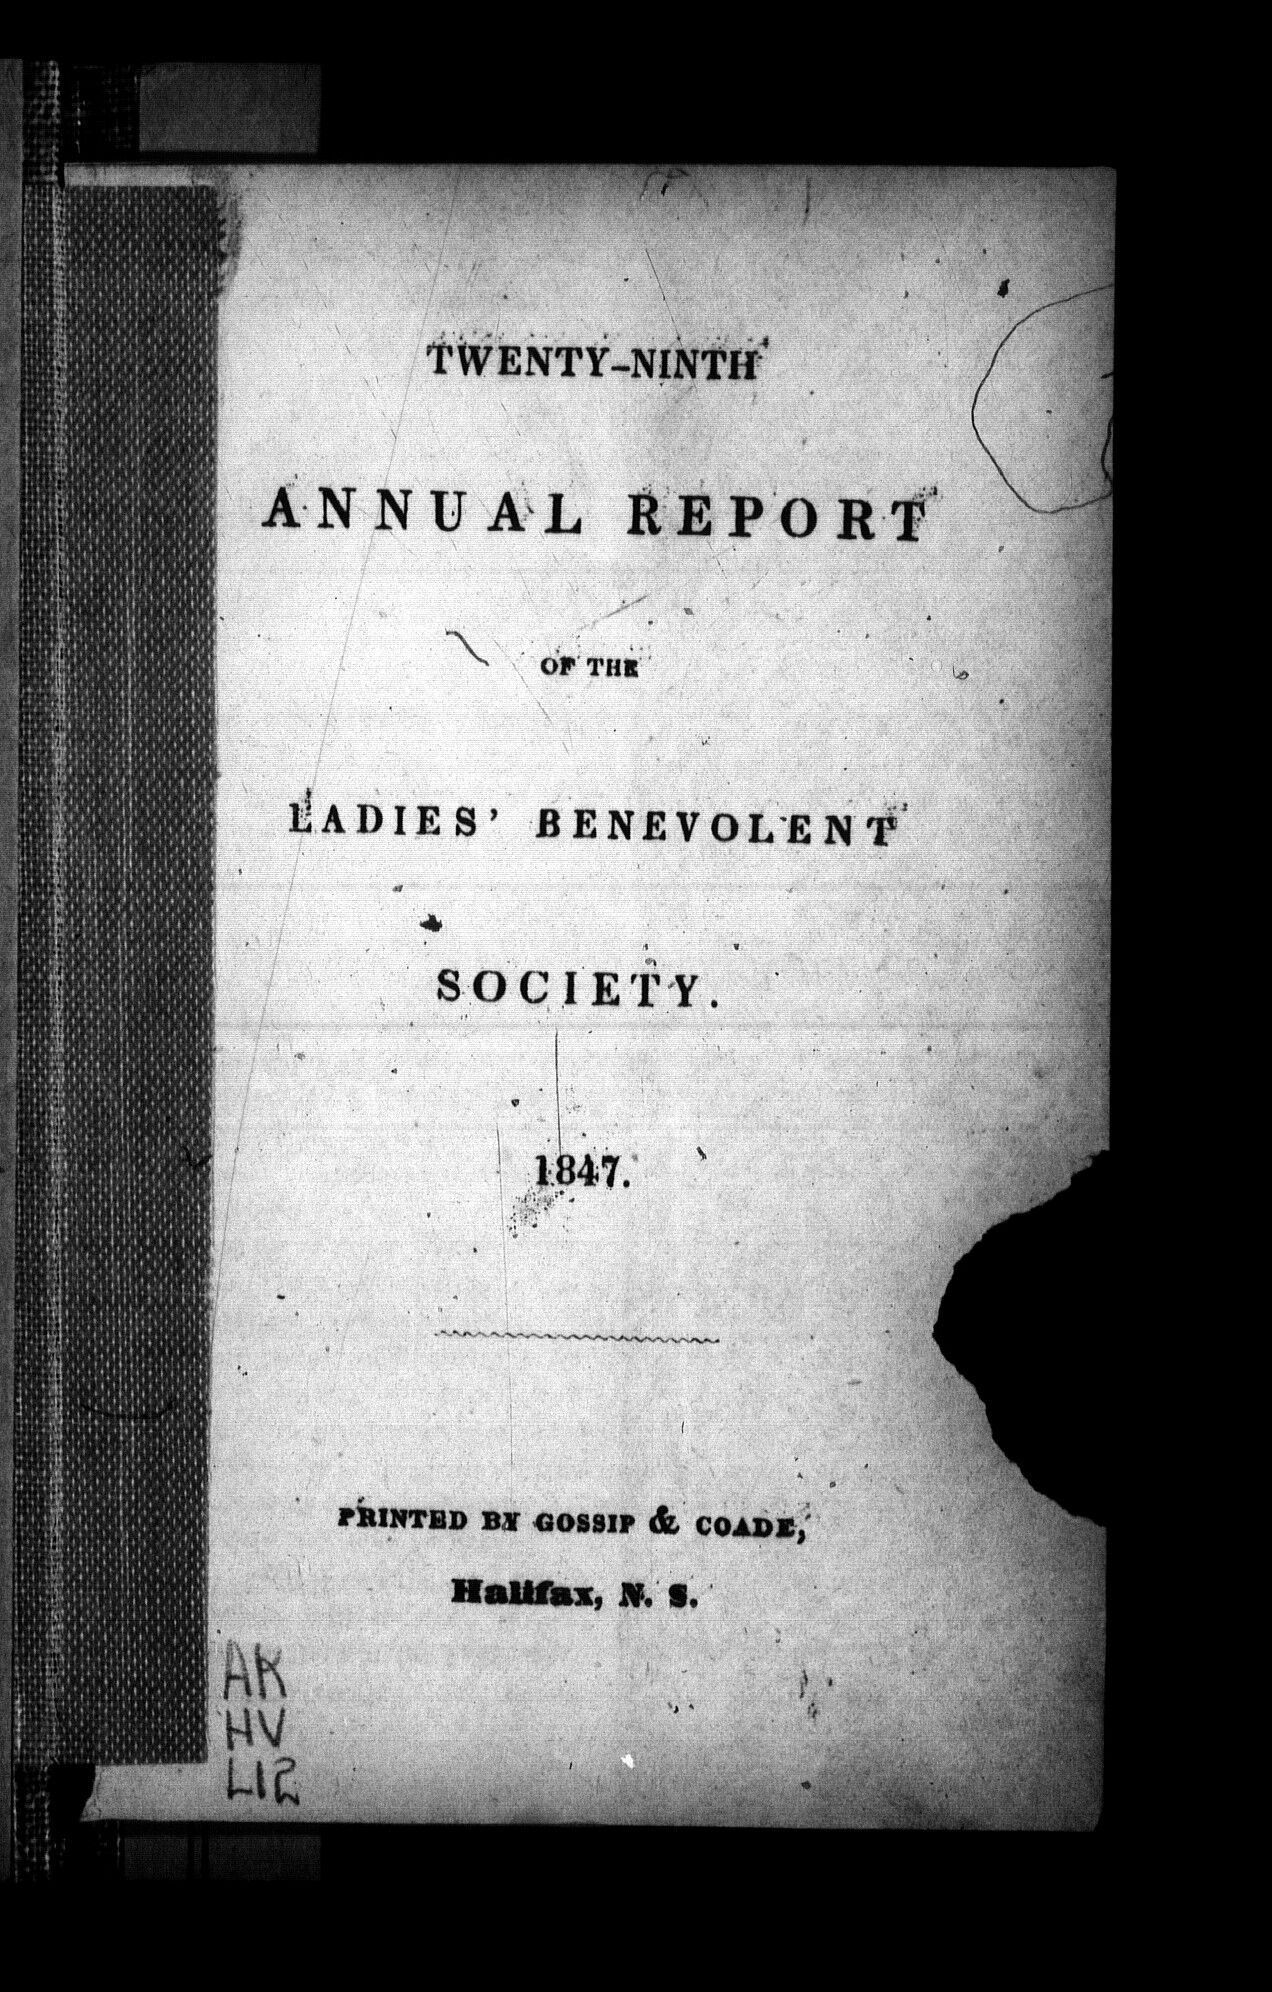 TWENTY-NINTH
ANNUAL REPORT
OF THE
LADIES' BENEVOLENT
SOCIETY.
1847.
PRINTED BY GOSSIP & COADE,
Halifax, N. S.
AK
HV
L12